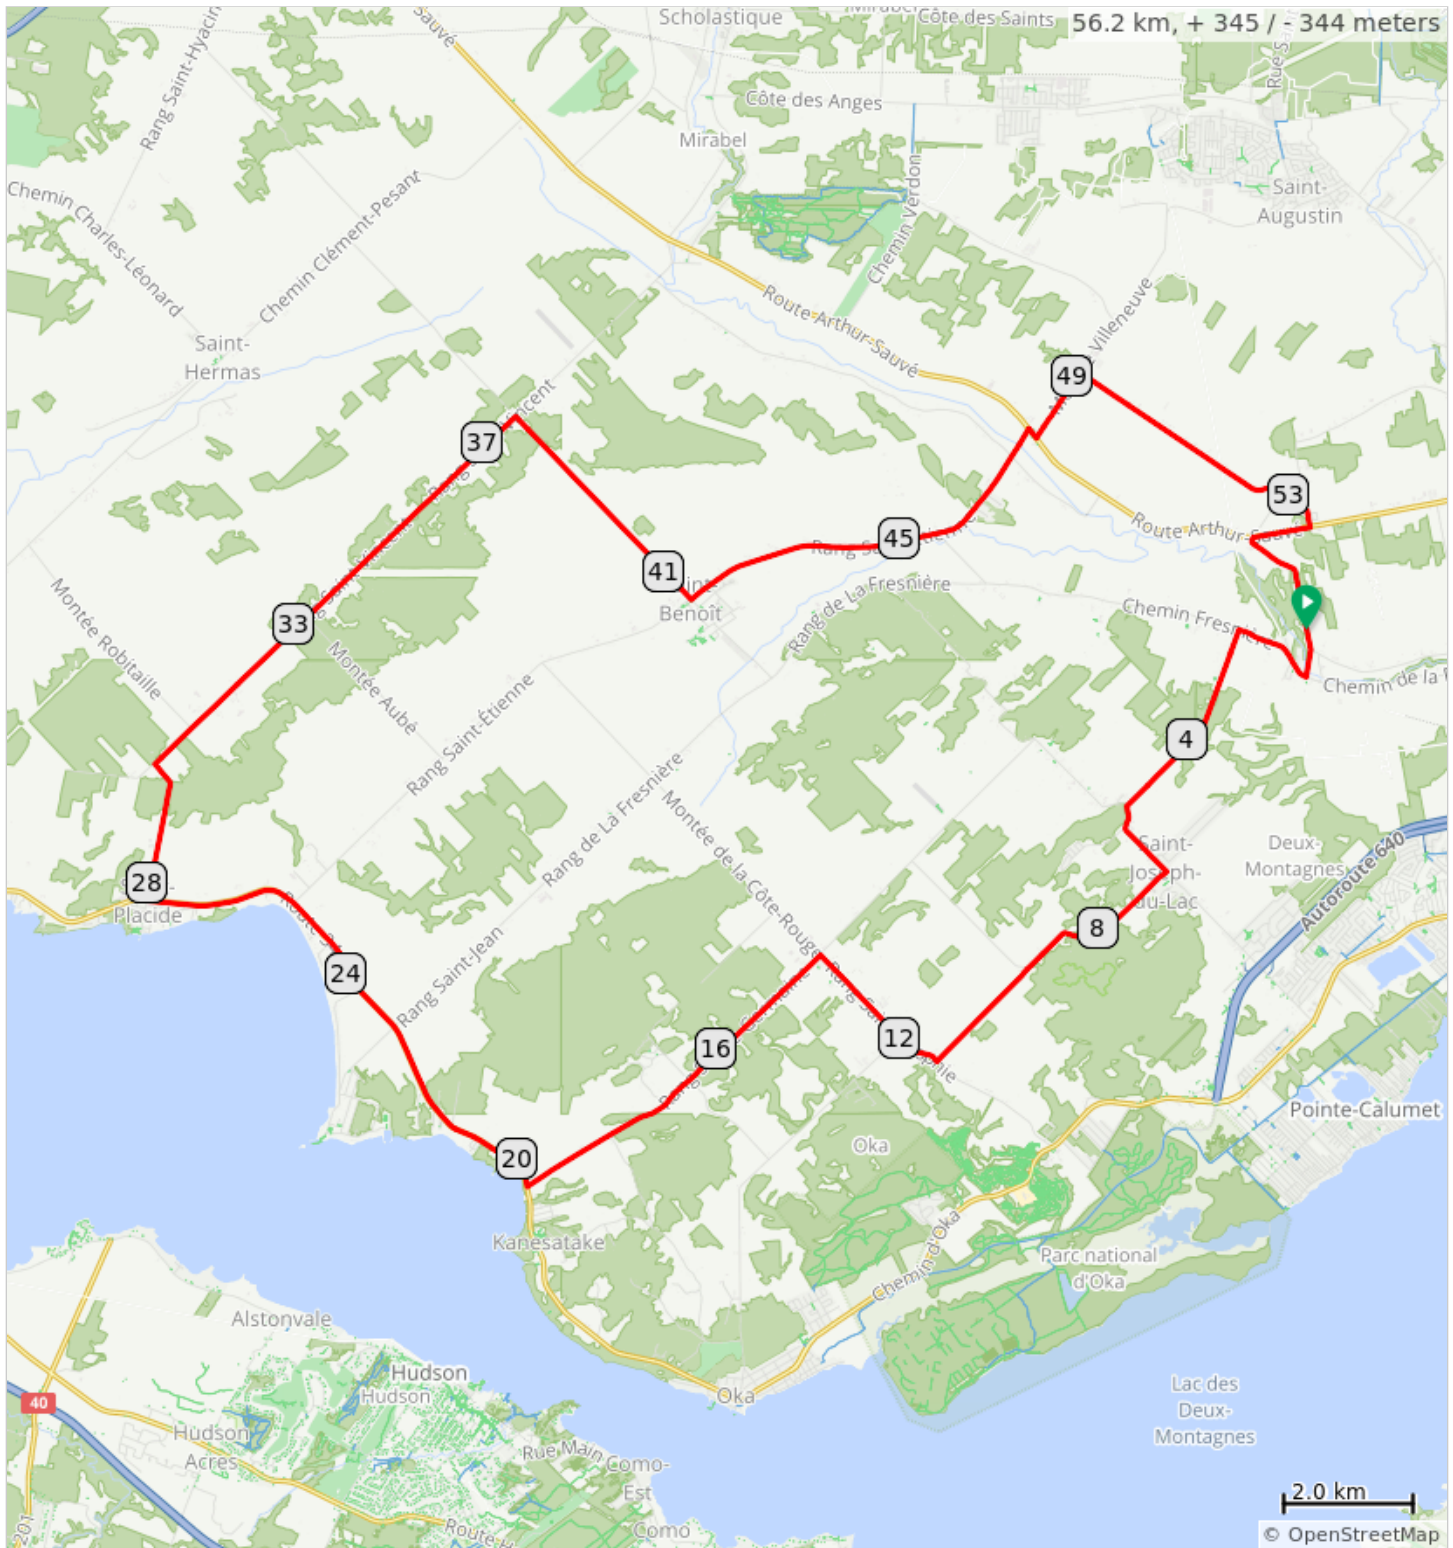 Scholastique
Côte des Saints
56.2 km, + 345 / - 344 meters
Sauvé
Rang Saint-Hyacin
Côte des Anges
Mirabel
Chemin Verdon
Saint-
Augustin
Chemin Charles-Léonard
Chemin Clément-Pesant
Route Arthur-Sauvé
Villeneuve
Saint-
Hermas
49
37
53
Route Arthur-Sauvé
45
41
Benoît
Rang de La Fresnière
Chemin Fresnière
33
Montée Robitaille
Montée Aubé
Rang Saint-Étienne
Chemin de la
4
Rang de La Fresnière
Montée de la Côte-Rouge
Saint-
Joseph-
du-Lac
Deux-
Montagnes
Autoroute 640
28
Placide
8
24
Rang Saint-Jean
12
16
Pointe-Calumet
20
Oka
Kanesatake
Chemin d'Oka
Parc national
d'Oka
Alstonvale
Hudson
Hudson
Oka
40
Hudson
Acres
Lac des
Deux-
Montagnes
Rue Main
Como-
Est
201
Como
2.0 km
© OpenStreetMap